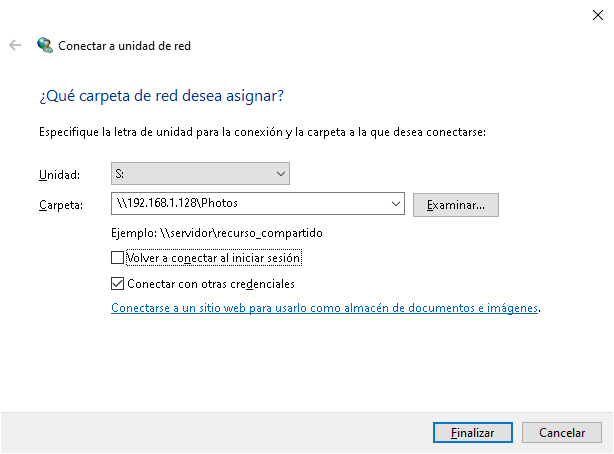 Conectar a unidad de red
¿Qué carpeta de red desea asignar?
Especifique la letra de unidad para la conexión y la carpeta a la que desea conectarse:
Unidad: S:
Carpeta: \\192.168.1.128\Photos Examinar...
Ejemplo: \\servidor\recurso_compartido
Volver a conectar al iniciar sesión
Conectar con otras credenciales
Conectarse a un sitio web para usarlo como almacén de documentos e imágenes.
Finalizar Cancelar